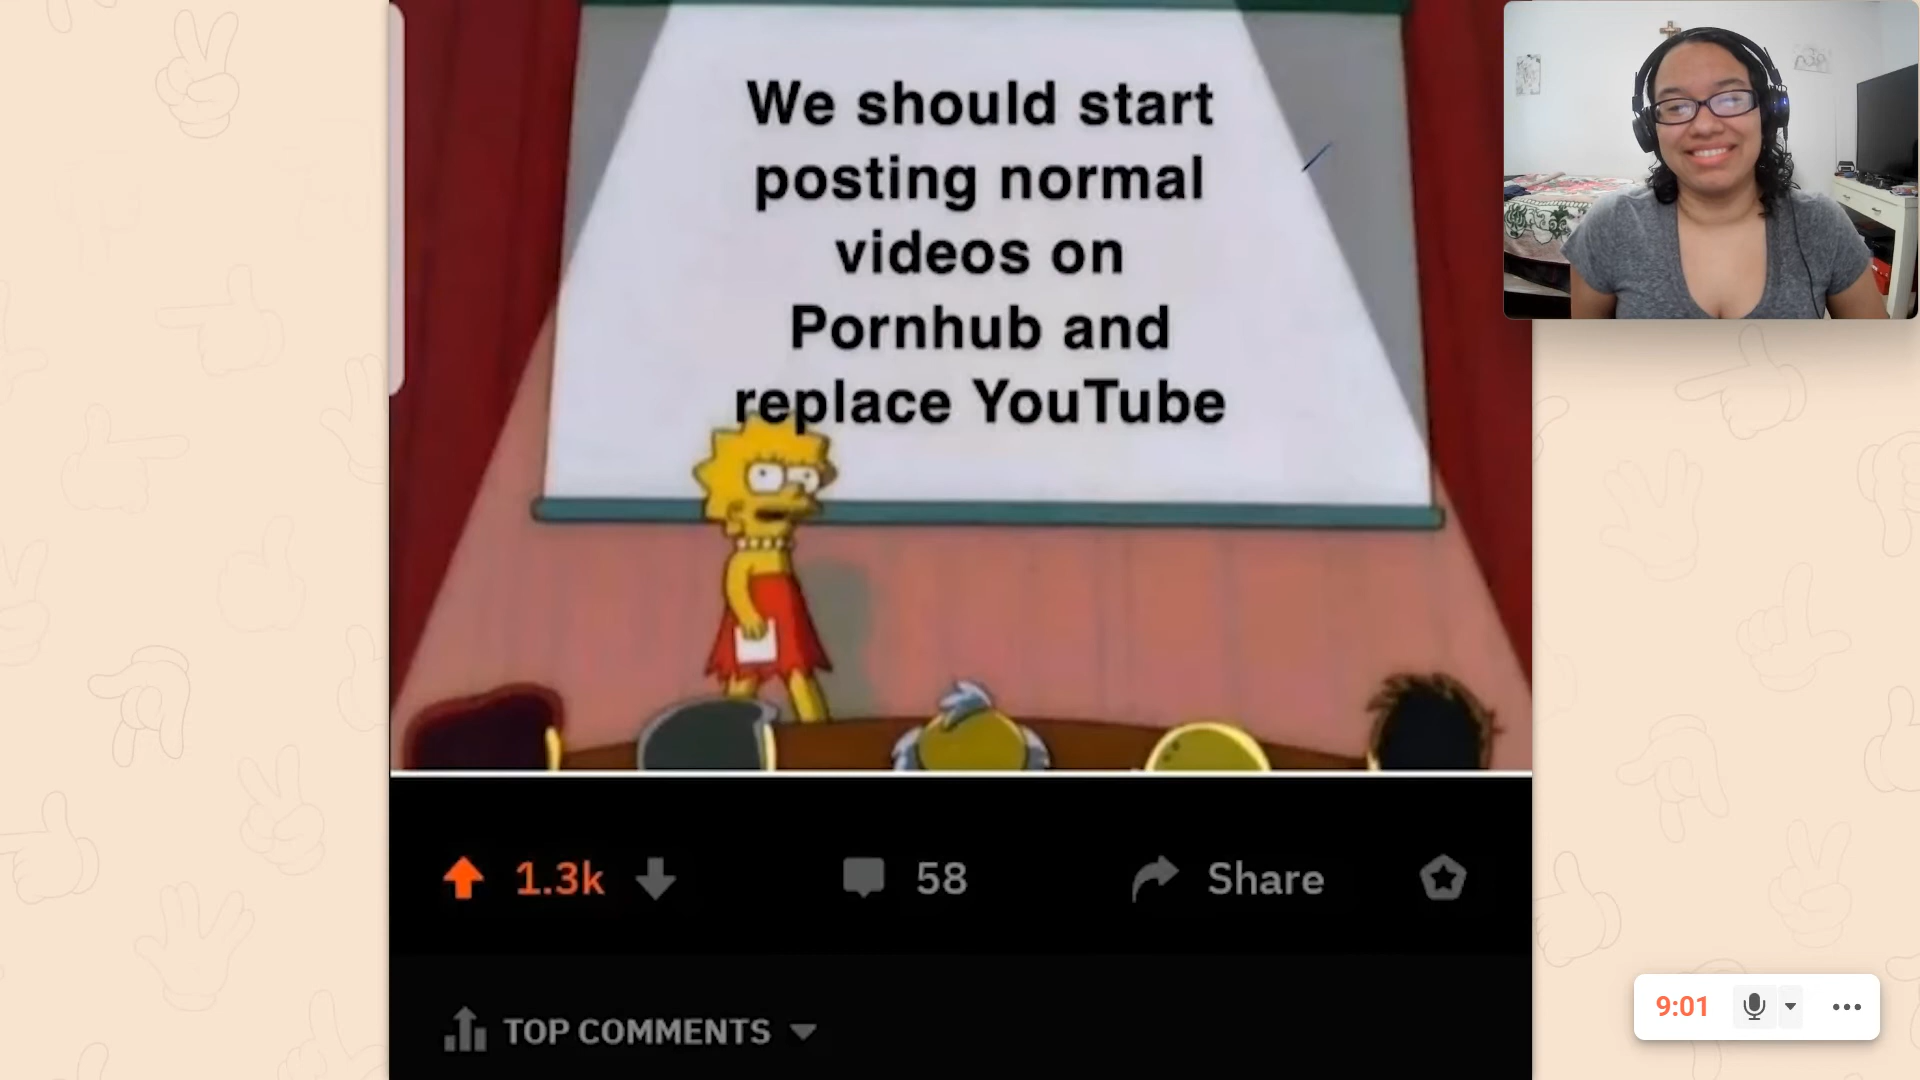 We should start
posting normal
videos on
Pornhub and
replace YouTube
1.3k
58
Share
TOP COMMENTS
9:01